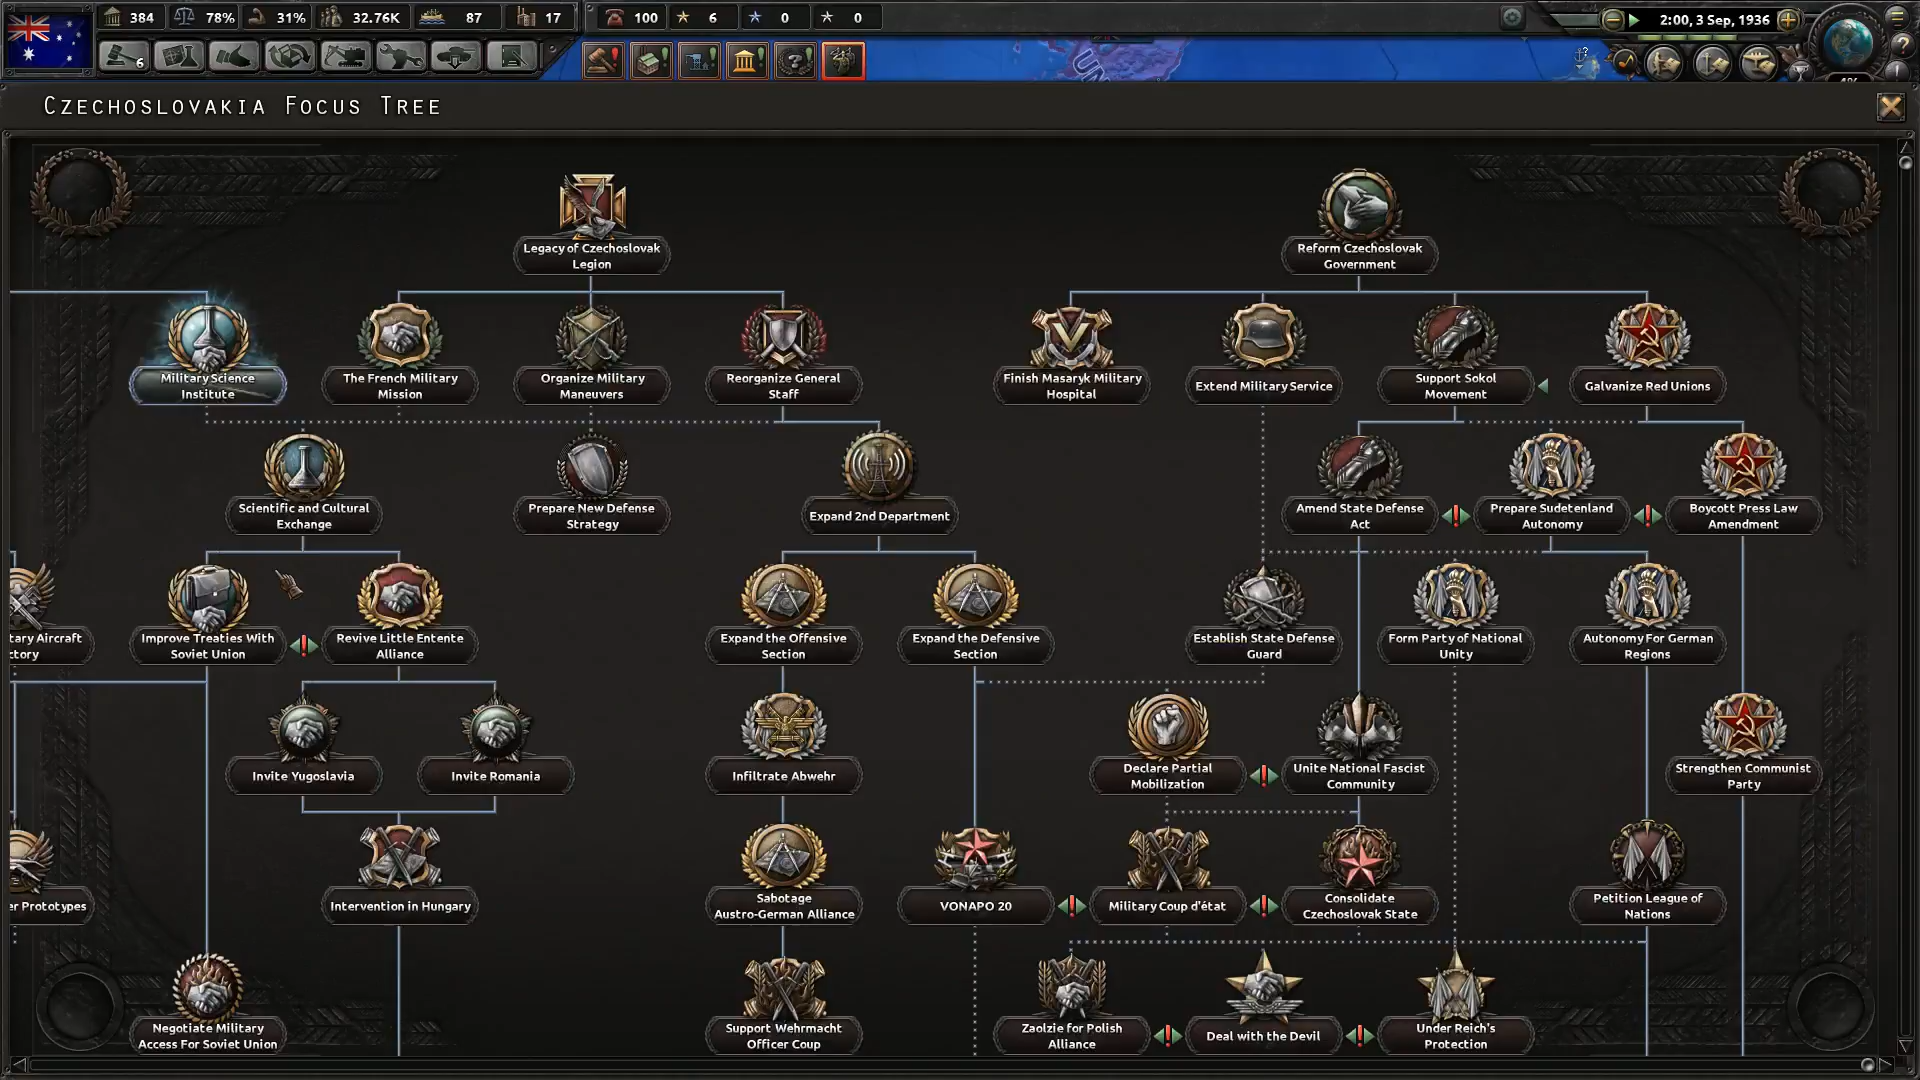 384
78%
31%
32.76K
87
17
100
6
0
0
2:00, 3 Sep, 1936
6
4%
Czechoslovakia Focus Tree
Legacy of Czechoslovak
Legion
Reform Czechoslovak
Government
Military Science
Institute
The French Military
Mission
Organize Military
Maneuvers
Reorganize General
Staff
Finish Masaryk Military
Hospital
Extend Military Service
Support Sokol
Movement
Galvanize Red Unions
Scientific and Cultural
Exchange
Prepare New Defense
Strategy
Expand 2nd Department
Amend State Defense
Act
Prepare Sudetenland
Autonomy
Boycott Press Law
Amendment
tary Aircraft
ctory
Improve Treaties With
Soviet Union
Revive Little Entente
Alliance
Expand the Offensive
Section
Expand the Defensive
Section
Establish State Defense
Guard
Form Party of National
Unity
Autonomy For German
Regions
Invite Yugoslavia
Invite Romania
Infiltrate Abwehr
Declare Partial
Mobilization
Unite National Fascist
Community
Strengthen Communist
Party
er Prototypes
Intervention in Hungary
Sabotage
Austro-German Alliance
VONAPO 20
Military Coup d'état
Consolidate
Czechoslovak State
Petition League of
Nations
Negotiate Military
Access For Soviet Union
Support Wehrmacht
Officer Coup
Zaolzie for Polish
Alliance
Deal with the Devil
Under Reich's
Protection